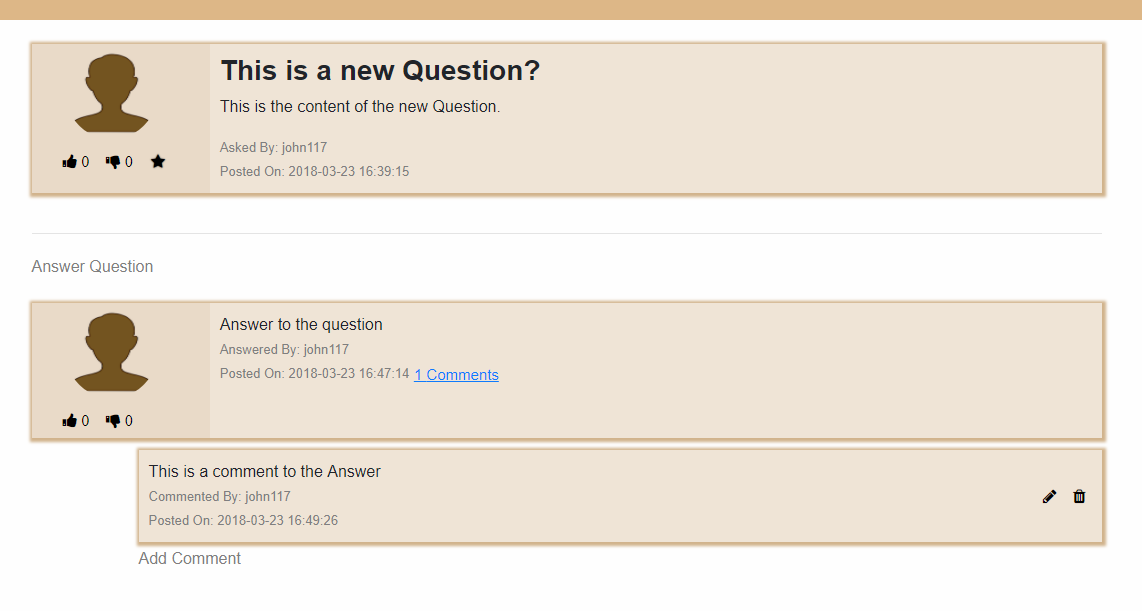 This is a new Question?
This is the content of the new Question.
Asked By: john117
Posted On: 2018-03-23 16:39:15
0 0
Answer Question
Answer to the question
Answered By: john117
Posted On: 2018-03-23 16:47:14 1 Comments
0 0
This is a comment to the Answer
Commented By: john117
Posted On: 2018-03-23 16:49:26
Add Comment